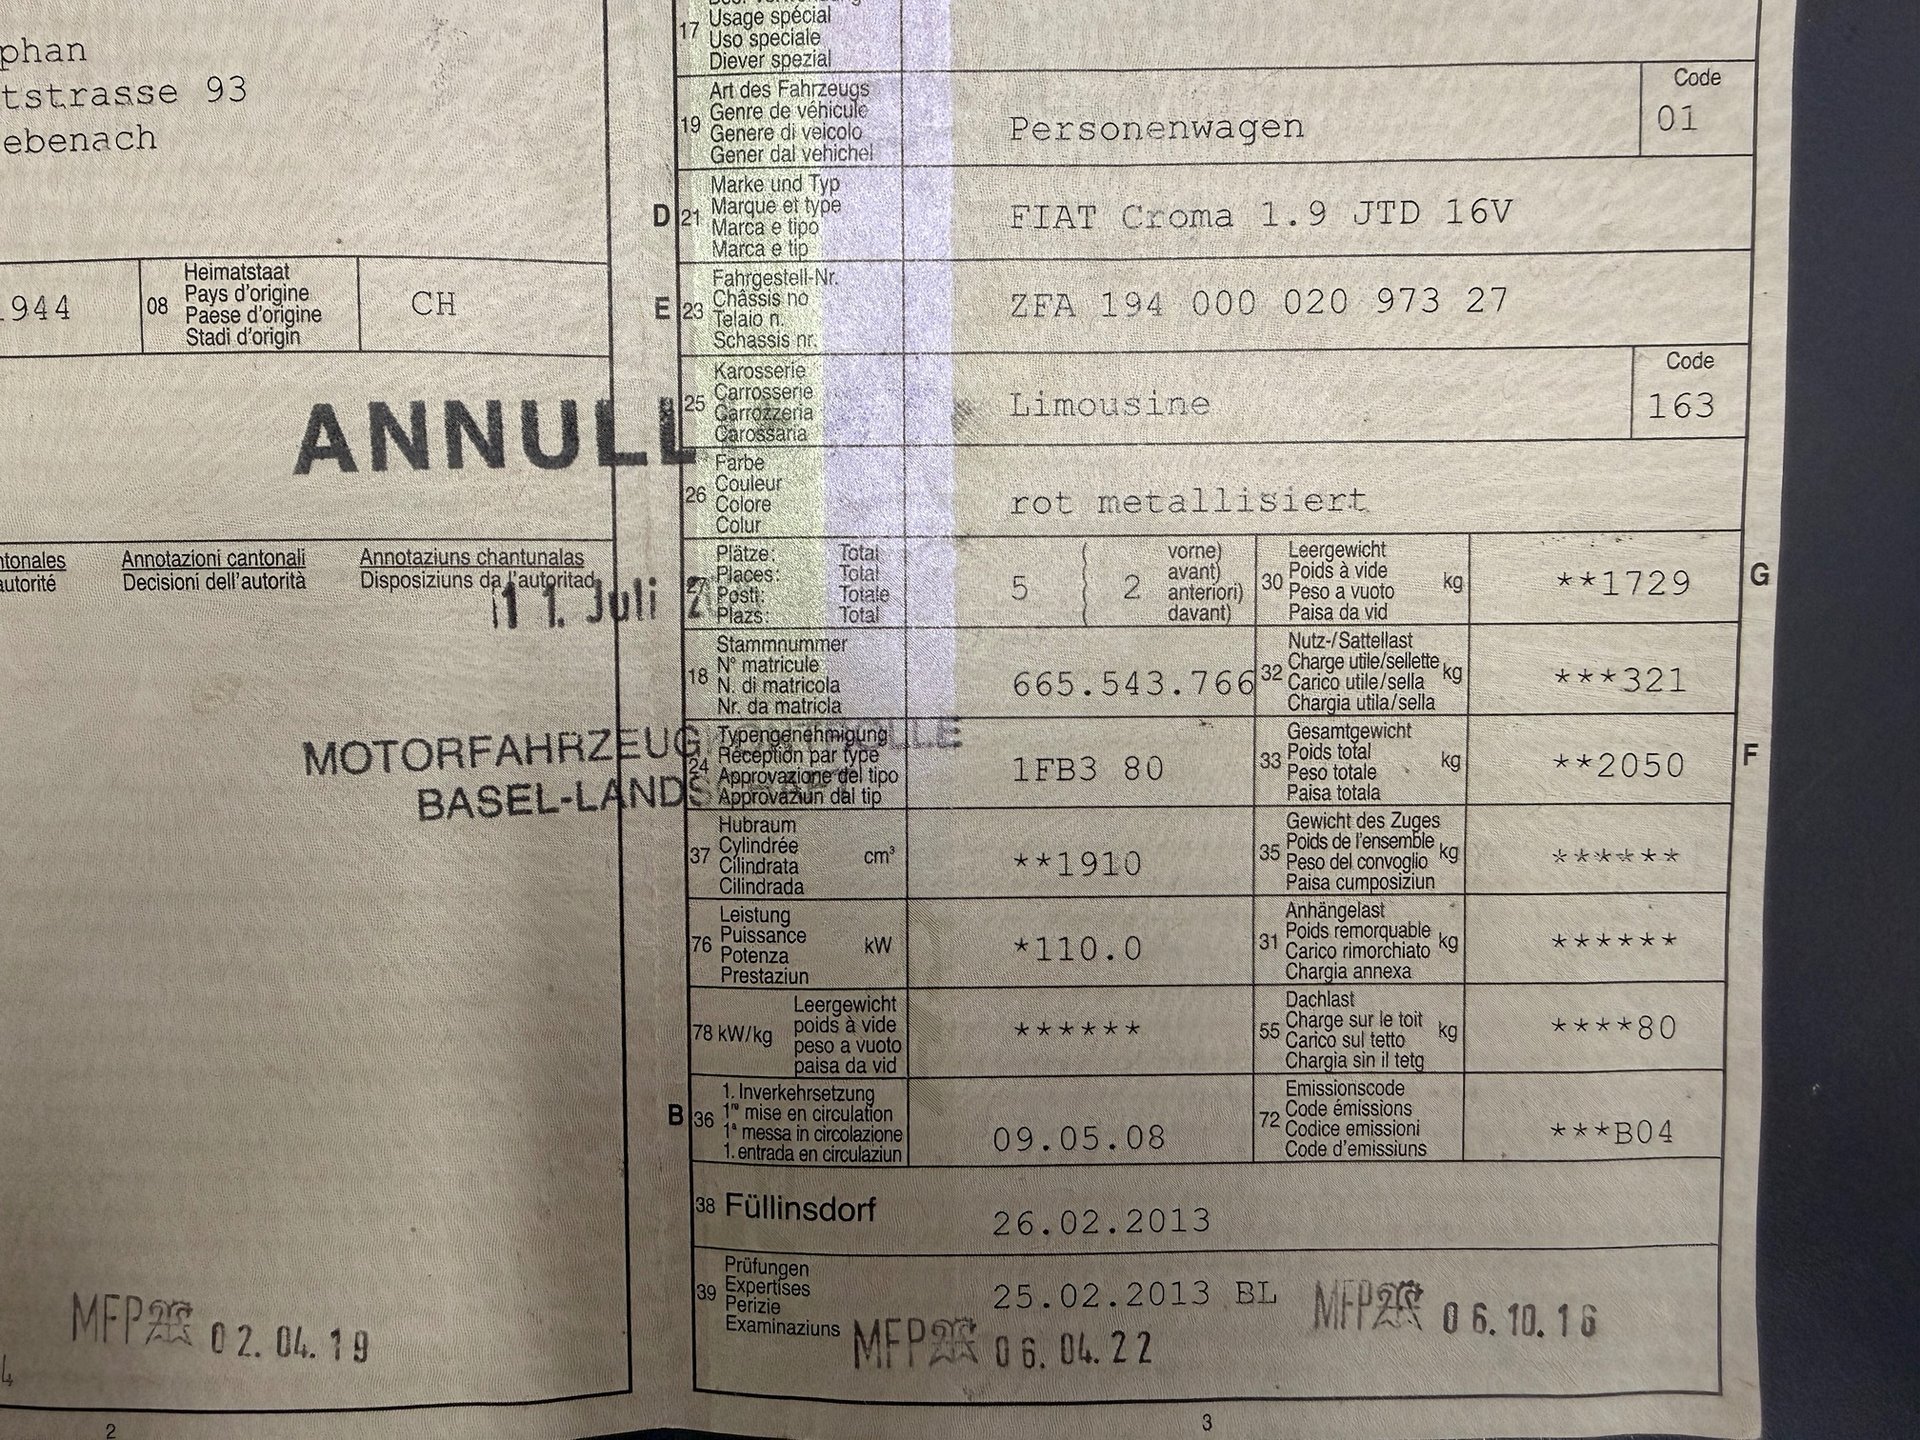 phan
tstrasse 93
ebenach
1944
08 Heimatstaat
Pays d'origine
Paese d'origine
Stadi d'origin
CH
ANNULL
ntonales Annotazioni cantonali Annotaziuns chantunalas
autorité Decisioni dell'autorità Disposiziuns da l'autoritad
11. Juli 2
MOTORFAHRZEUGKONTROLLE
BASEL-LANDSCHAFT
MFP 02.04.19
4
2
17 Usage spécial
Uso speciale
Diever spezial
19 Art des Fahrzeugs
Genre de véhicule
Genere di veicolo
Gener dal vehichel
Personenwagen
Code
01
D 21 Marke und Typ
Marque et type
Marca e tipo
Marca e tip
FIAT Croma 1.9 JTD 16V
E 23 Fahrgestell-Nr.
Châssis no
Telaio n.
Schassis nr.
ZFA 194 000 020 973 27
25 Karosserie
Carrosserie
Carrozzeria
Carossaria
Limousine
Code
163
26 Farbe
Couleur
Colore
Colur
rot metallisiert
27 Plätze: Total
Places: Total
Posti: Totale
Plazs: Total
5 ( 2 vorne)
avant)
anteriori)
davant)
30 Leergewicht
Poids à vide
Peso a vuoto
Paisa da vid
kg **1729 G
18 Stammnummer
N° matricule
N. di matricola
Nr. da matricla
665.543.766
32 Nutz-/Sattellast
Charge utile/sellette
Carico utile/sella
Chargia utila/sella
kg ***321
24 Typengenehmigung
Réception par type
Approvazione del tipo
Approvaziun dal tip
1FB3 80
33 Gesamtgewicht
Poids total
Peso totale
Paisa totala
kg **2050 F
37 Hubraum
Cylindrée
Cilindrata
Cilindrada
cm³ **1910
35 Gewicht des Zuges
Poids de l'ensemble
Peso del convoglio
Paisa cumposiziun
kg ******
76 Leistung
Puissance
Potenza
Prestaziun
kW *110.0
31 Anhängelast
Poids remorquable
Carico rimorchiato
Chargia annexa
kg ******
78 kW/kg Leergewicht
poids à vide
peso a vuoto
paisa da vid
******
55 Dachlast
Charge sur le toit
Carico sul tetto
Chargia sin il tetg
kg ****80
B 36 1. Inverkehrsetzung
1re mise en circulation
1a messa in circolazione
1. entrada en circulaziun
09.05.08
72 Emissionscode
Code émissions
Codice emissioni
Code d'emissiuns
***B04
38 Füllinsdorf 26.02.2013
39 Prüfungen
Expertises
Perizie
Examinaziuns
25.02.2013 BL
MFP 06.10.16
MFP 06.04.22
3